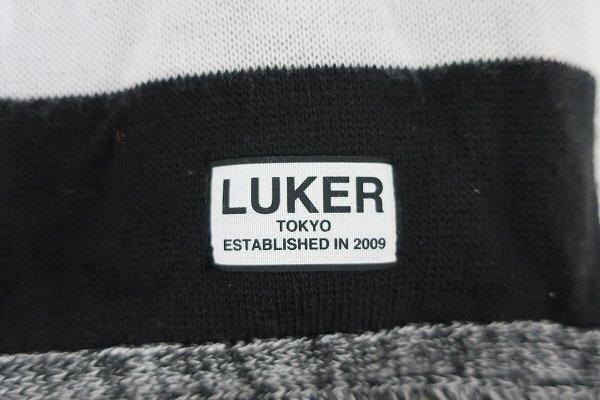 LUKER
TOKYO
ESTABLISHED IN 2009